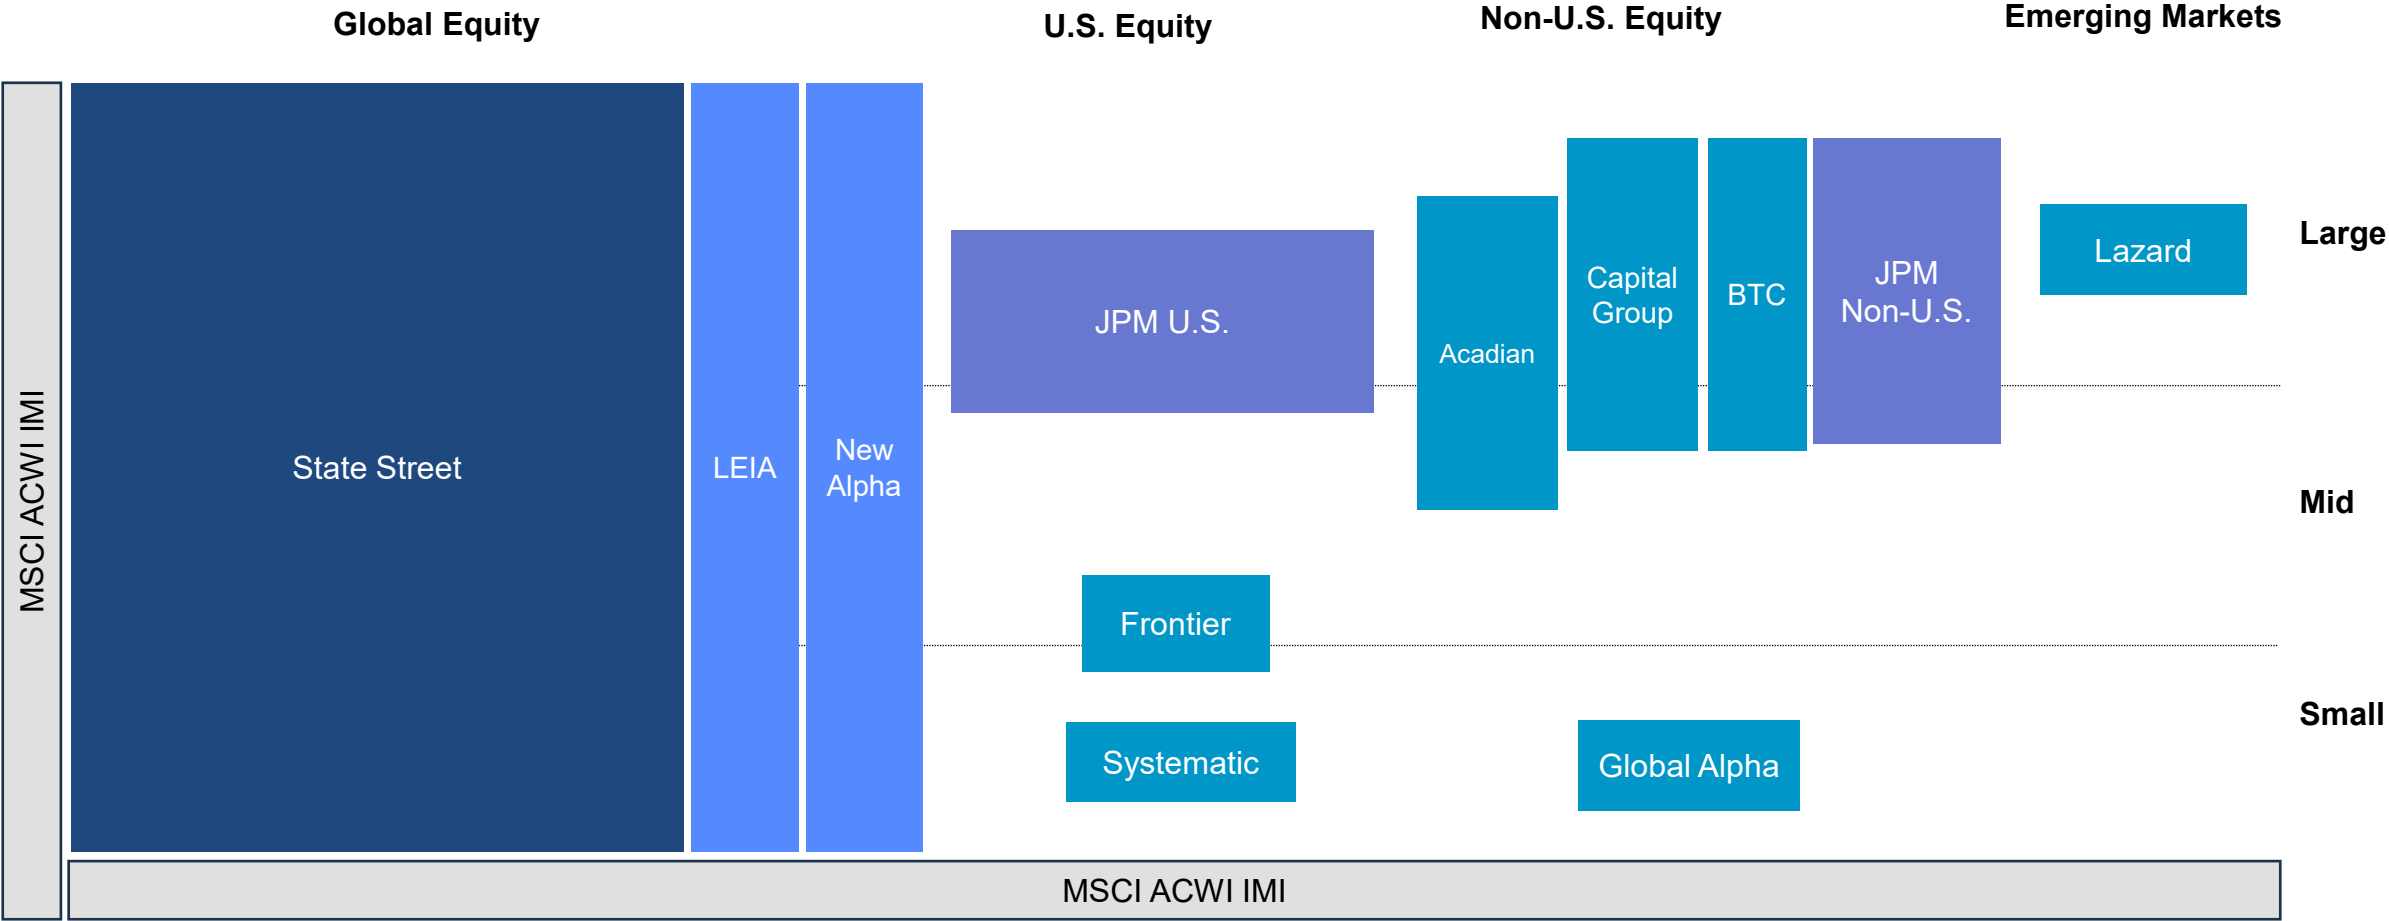 Global Equity
U.S. Equity
Non-U.S. Equity
Emerging Markets
MSCI ACWI IMI
State Street
LEIA
New
Alpha
JPM U.S.
Frontier
Systematic
Acadian
Capital
Group
BTC
JPM
Non-U.S.
Global Alpha
Lazard
Large
Mid
Small
MSCI ACWI IMI